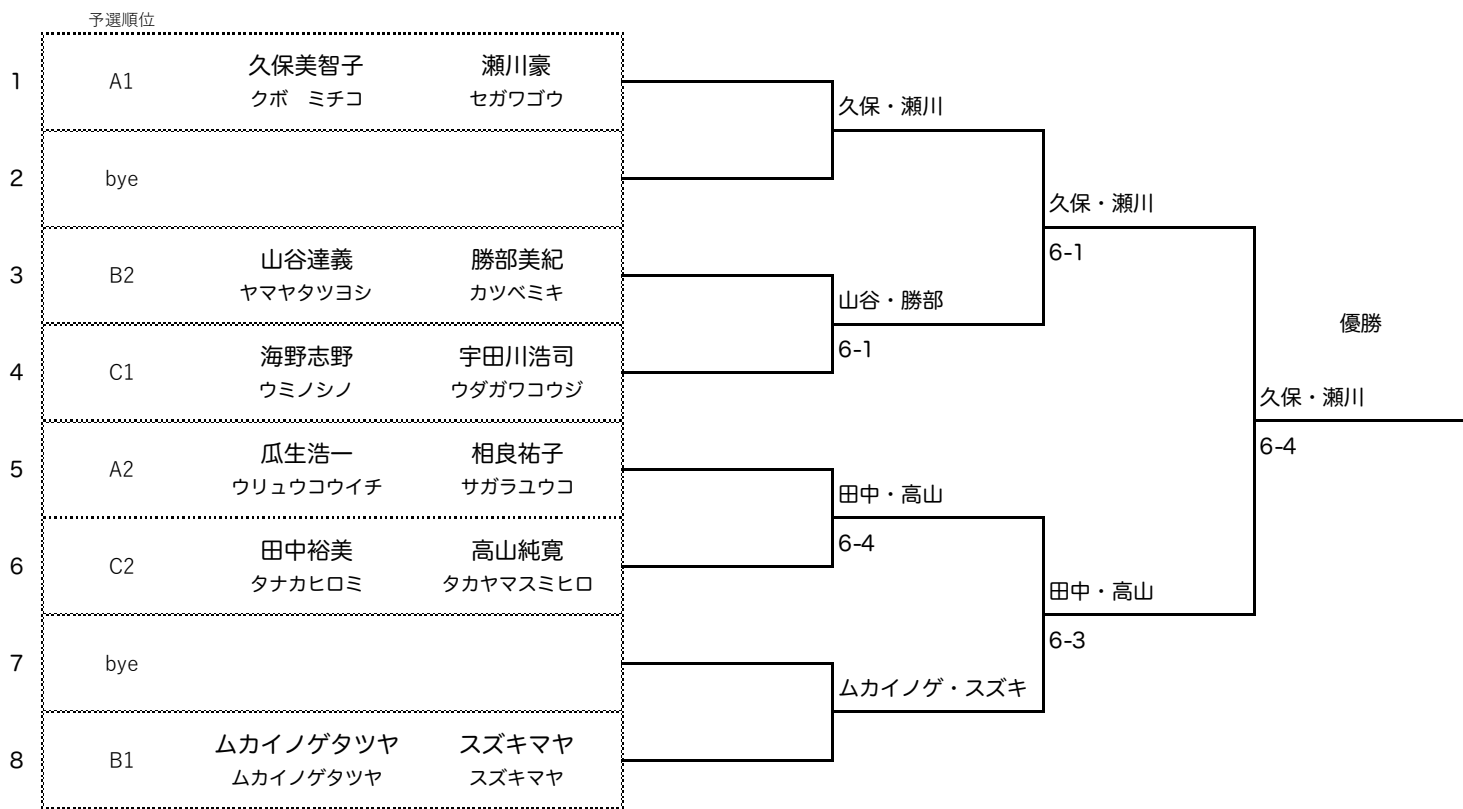 予選順位
1 A1 久保美智子 瀬川豪
クボ　ミチコ セガワゴウ
久保・瀬川
2 bye
久保・瀬川
6-1
3 B2 山谷達義 勝部美紀
ヤマヤタツヨシ カツベミキ
山谷・勝部
6-1
4 C1 海野志野 宇田川浩司
ウミノシノ ウダガワコウジ
優勝
久保・瀬川
6-4
5 A2 瓜生浩一 相良祐子
ウリュウコウイチ サガラユウコ
田中・高山
6-4
6 C2 田中裕美 高山純寛
タナカヒロミ タカヤマスミヒロ
田中・高山
6-3
7 bye
ムカイノゲ・スズキ
8 B1 ムカイノゲタツヤ スズキマヤ
ムカイノゲタツヤ スズキマヤ